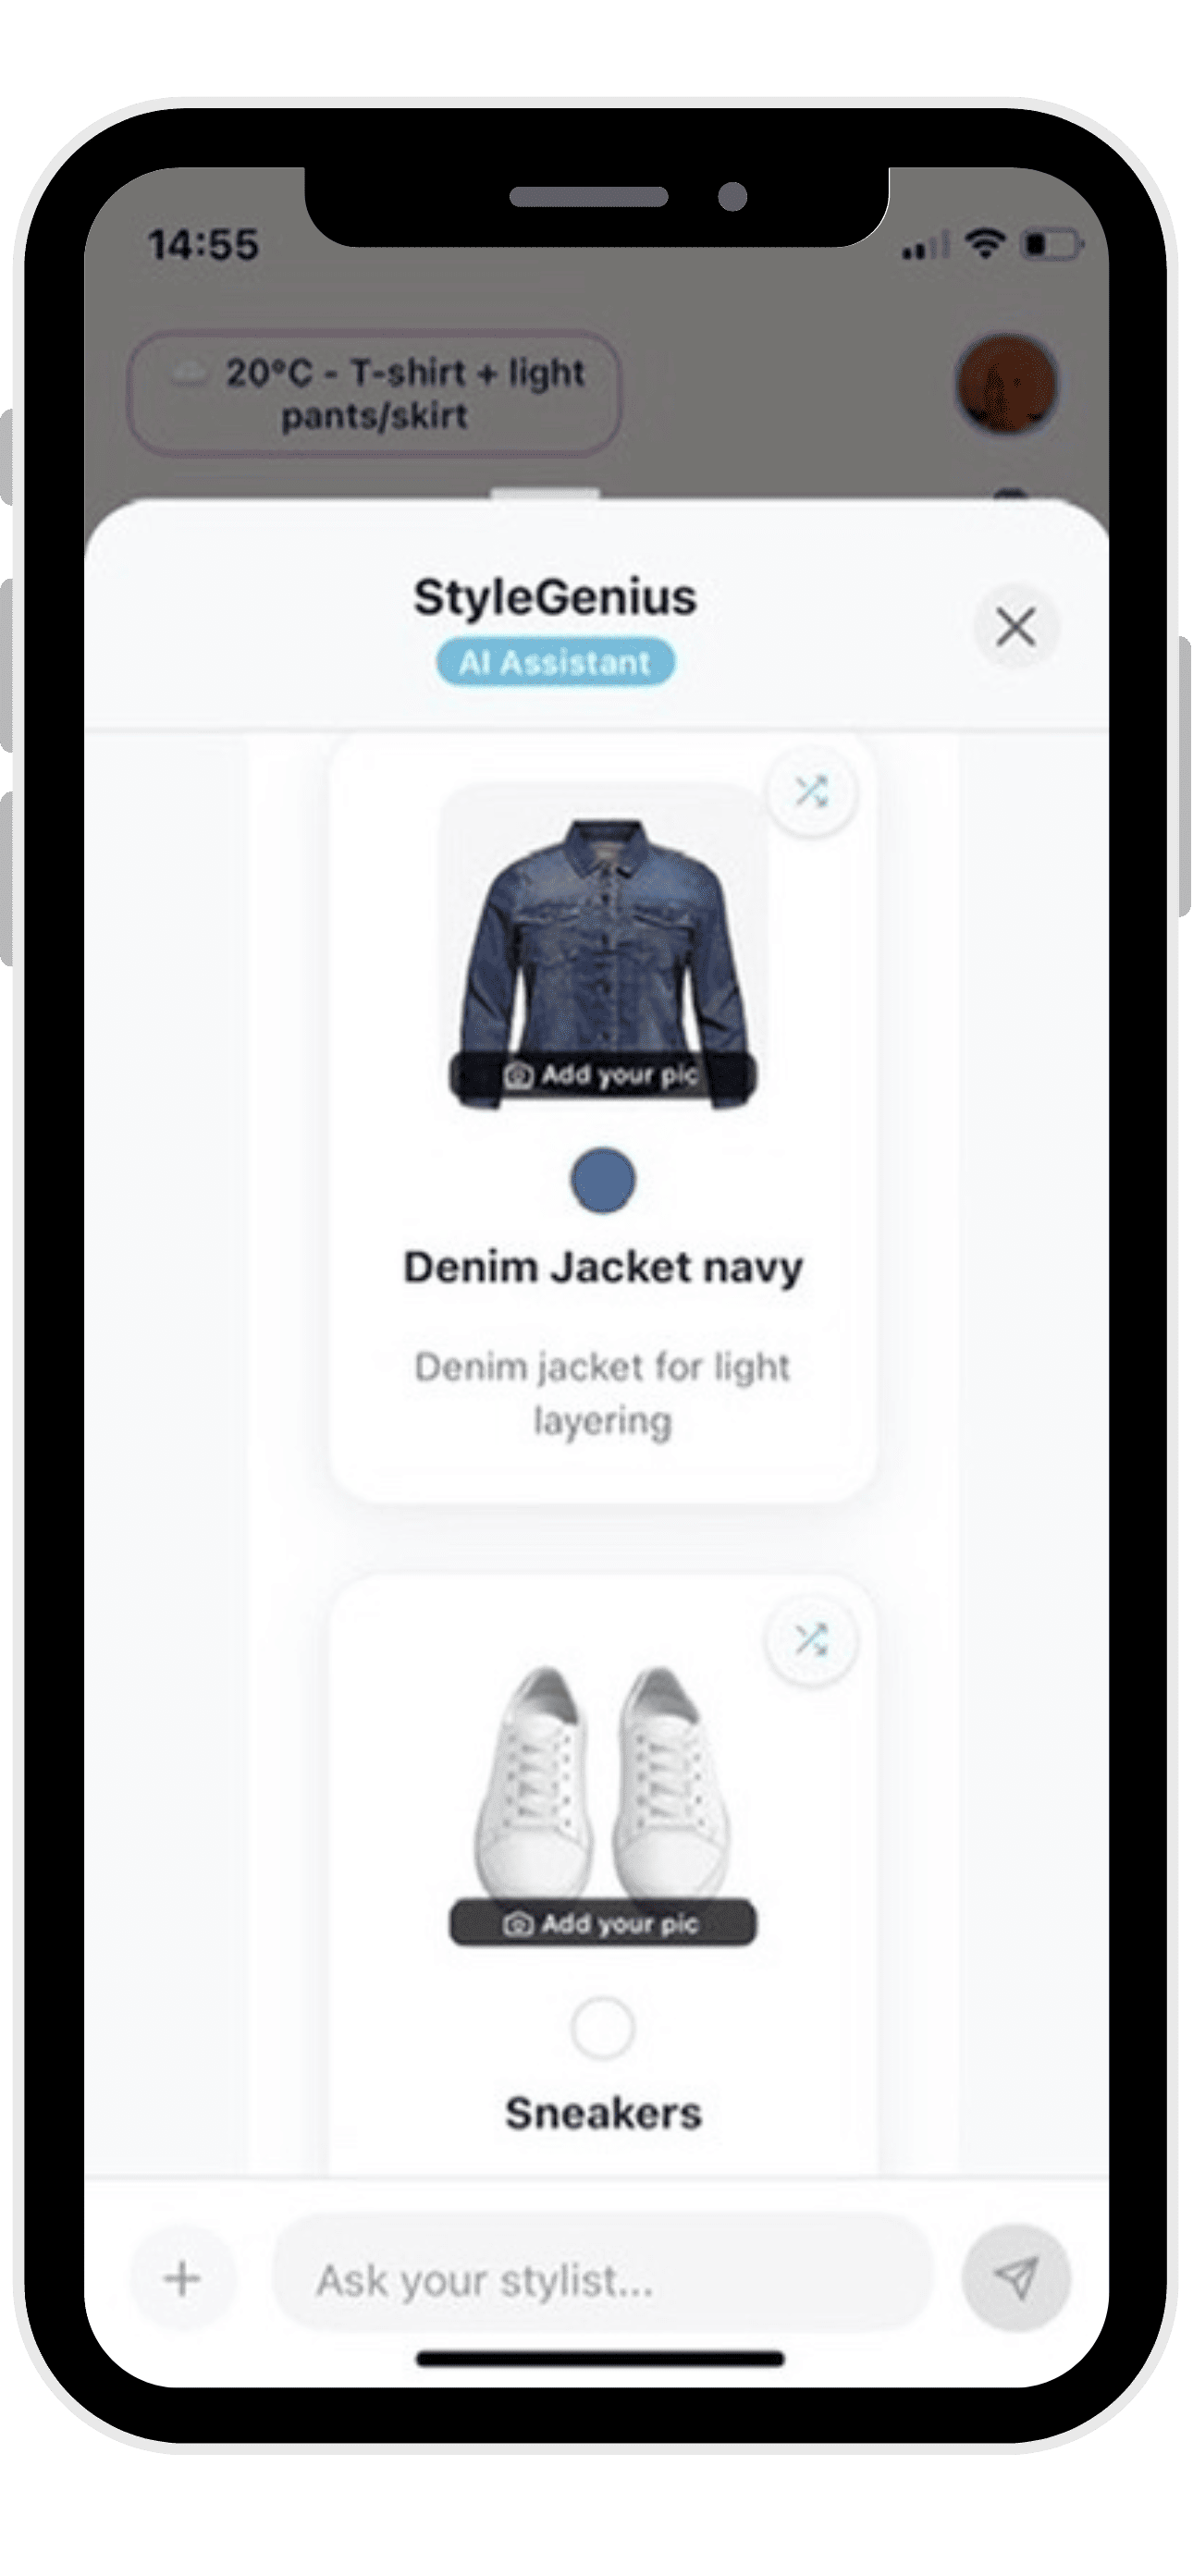 14:55
20°C - T-shirt + light
pants/skirt
StyleGenius
AI Assistant
Add your pic
Denim Jacket navy
Denim jacket for light
layering
Add your pic
Sneakers
Ask your stylist...